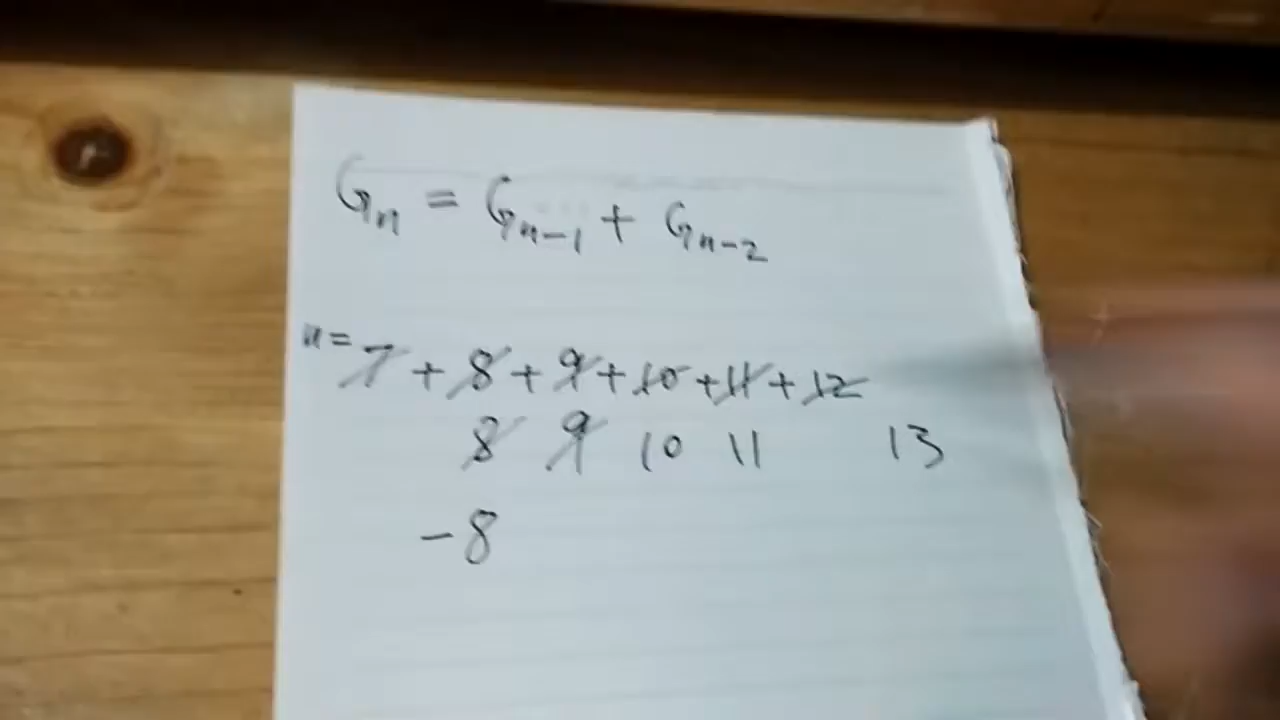 Gn = Gn-1 + Gn-2
n= 7 + 8 + 9 + 10 + 11 + 12
8 9 10 11 13
-8